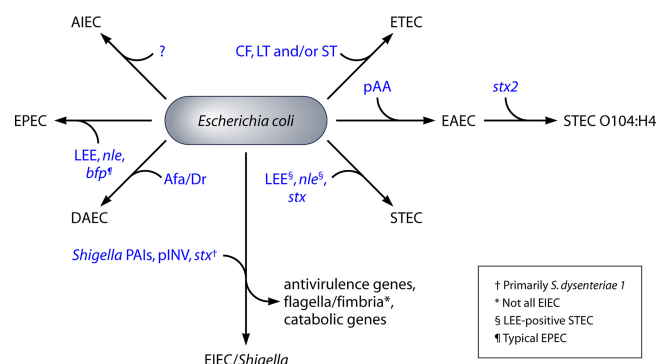 AIEC
?
CF, LT and/or ST
ETEC
pAA
stx2
EPEC
Escherichia coli
EAEC
STEC O104:H4
LEE, nle,
bfp¶
Afa/Dr
LEE§, nle§,
stx
DAEC
STEC
Shigella PAIs, pINV, stx†
antivirulence genes,
flagella/fimbria*,
catabolic genes
† Primarily S. dysenteriae 1
* Not all EIEC
§ LEE-positive STEC
¶ Typical EPEC
EIEC/Shigella